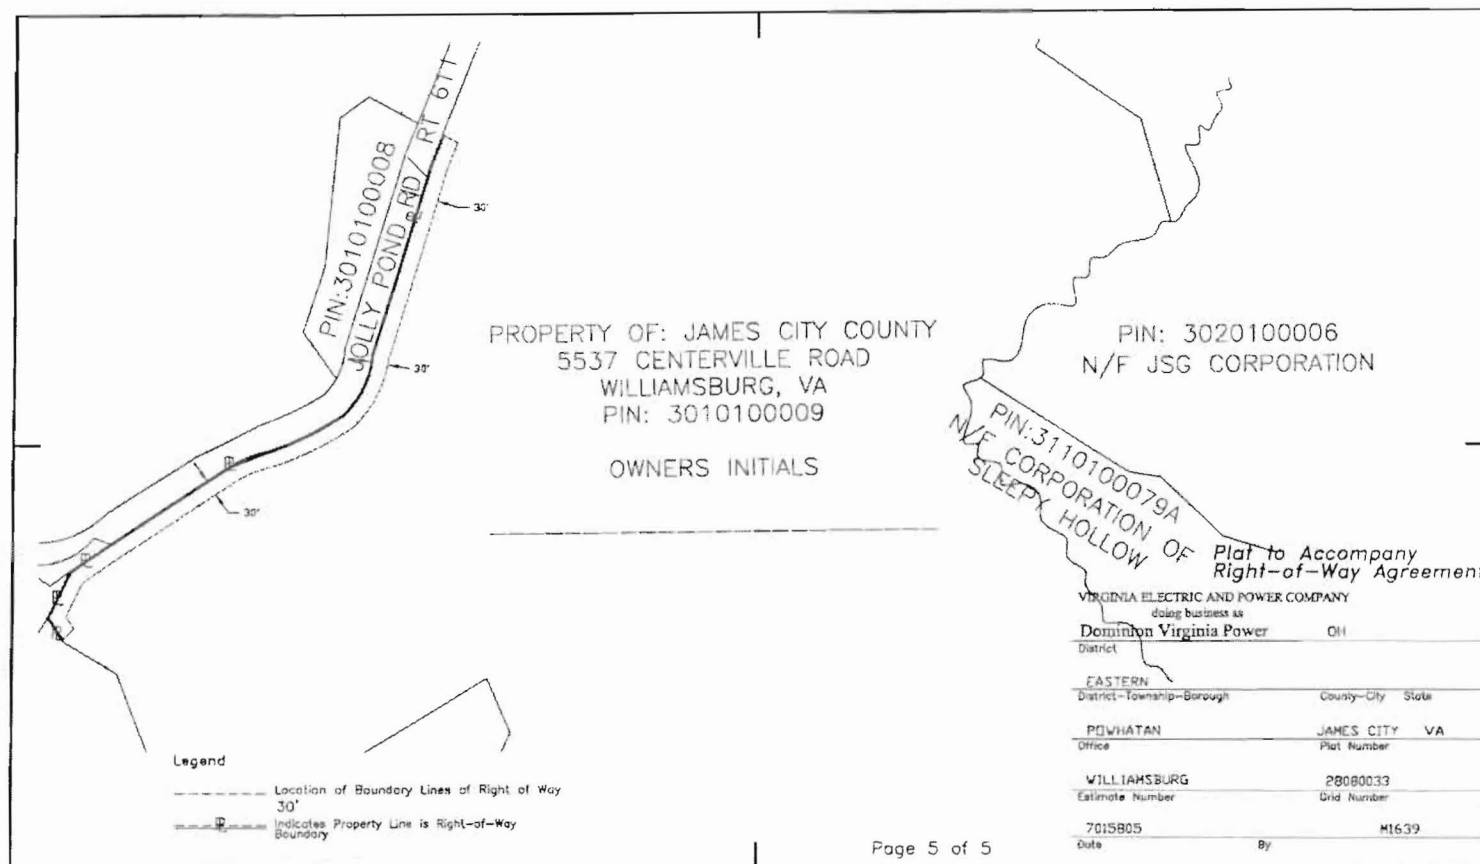 JOLLY POND RD/ RT 611
PIN:3010100008
30'
30'
30'
PROPERTY OF: JAMES CITY COUNTY
5537 CENTERVILLE ROAD
WILLIAMSBURG, VA
PIN: 3010100009
OWNERS INITIALS
PIN: 3020100006
N/F JSG CORPORATION
PIN:3110100079A
N/F CORPORATION OF
SLEEPY HOLLOW
Plat to Accompany
Right-of-Way Agreement
VIRGINIA ELECTRIC AND POWER COMPANY
doing business as
Dominion Virginia Power OH
District
EASTERN
District-Township-Borough County-City State
POWHATAN JAMES CITY VA
Office Plat Number
WILLIAMSBURG 28080033
Estimate Number Grid Number
7015805 M1639
Date By
Legend
Location of Boundary Lines of Right of Way
30'
Indicates Property Line is Right-of-Way
Boundary
Page 5 of 5